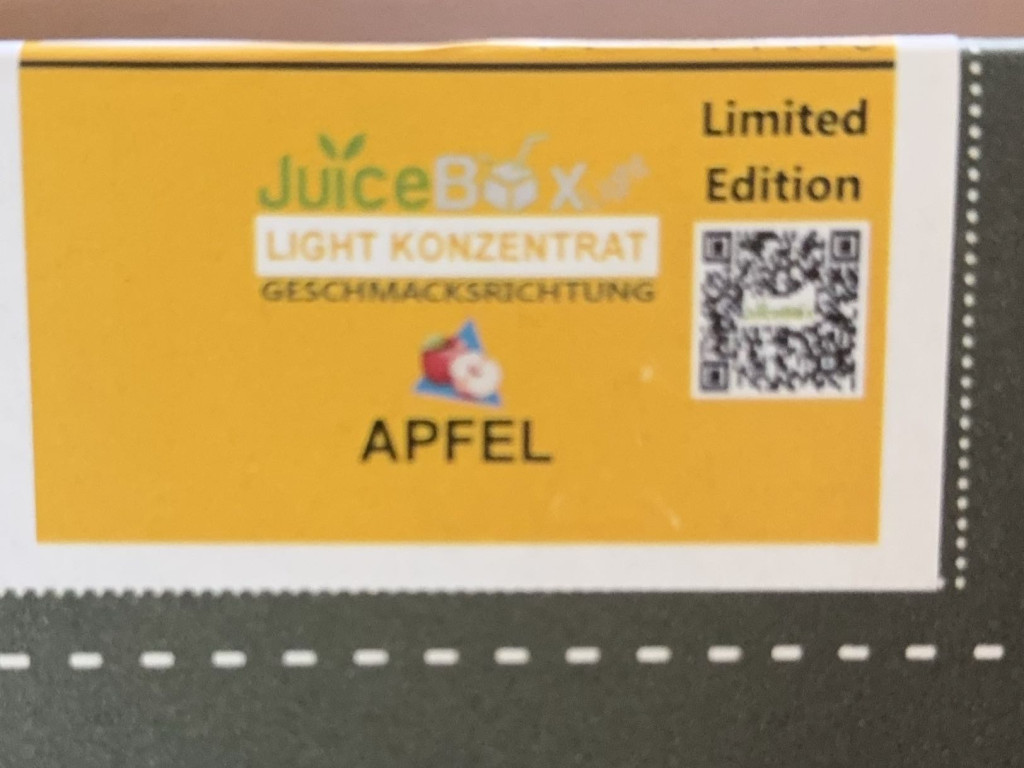 JuiceBox
LIGHT KONZENTRAT
GESCHMACKSRICHTUNG
APFEL
Limited
Edition